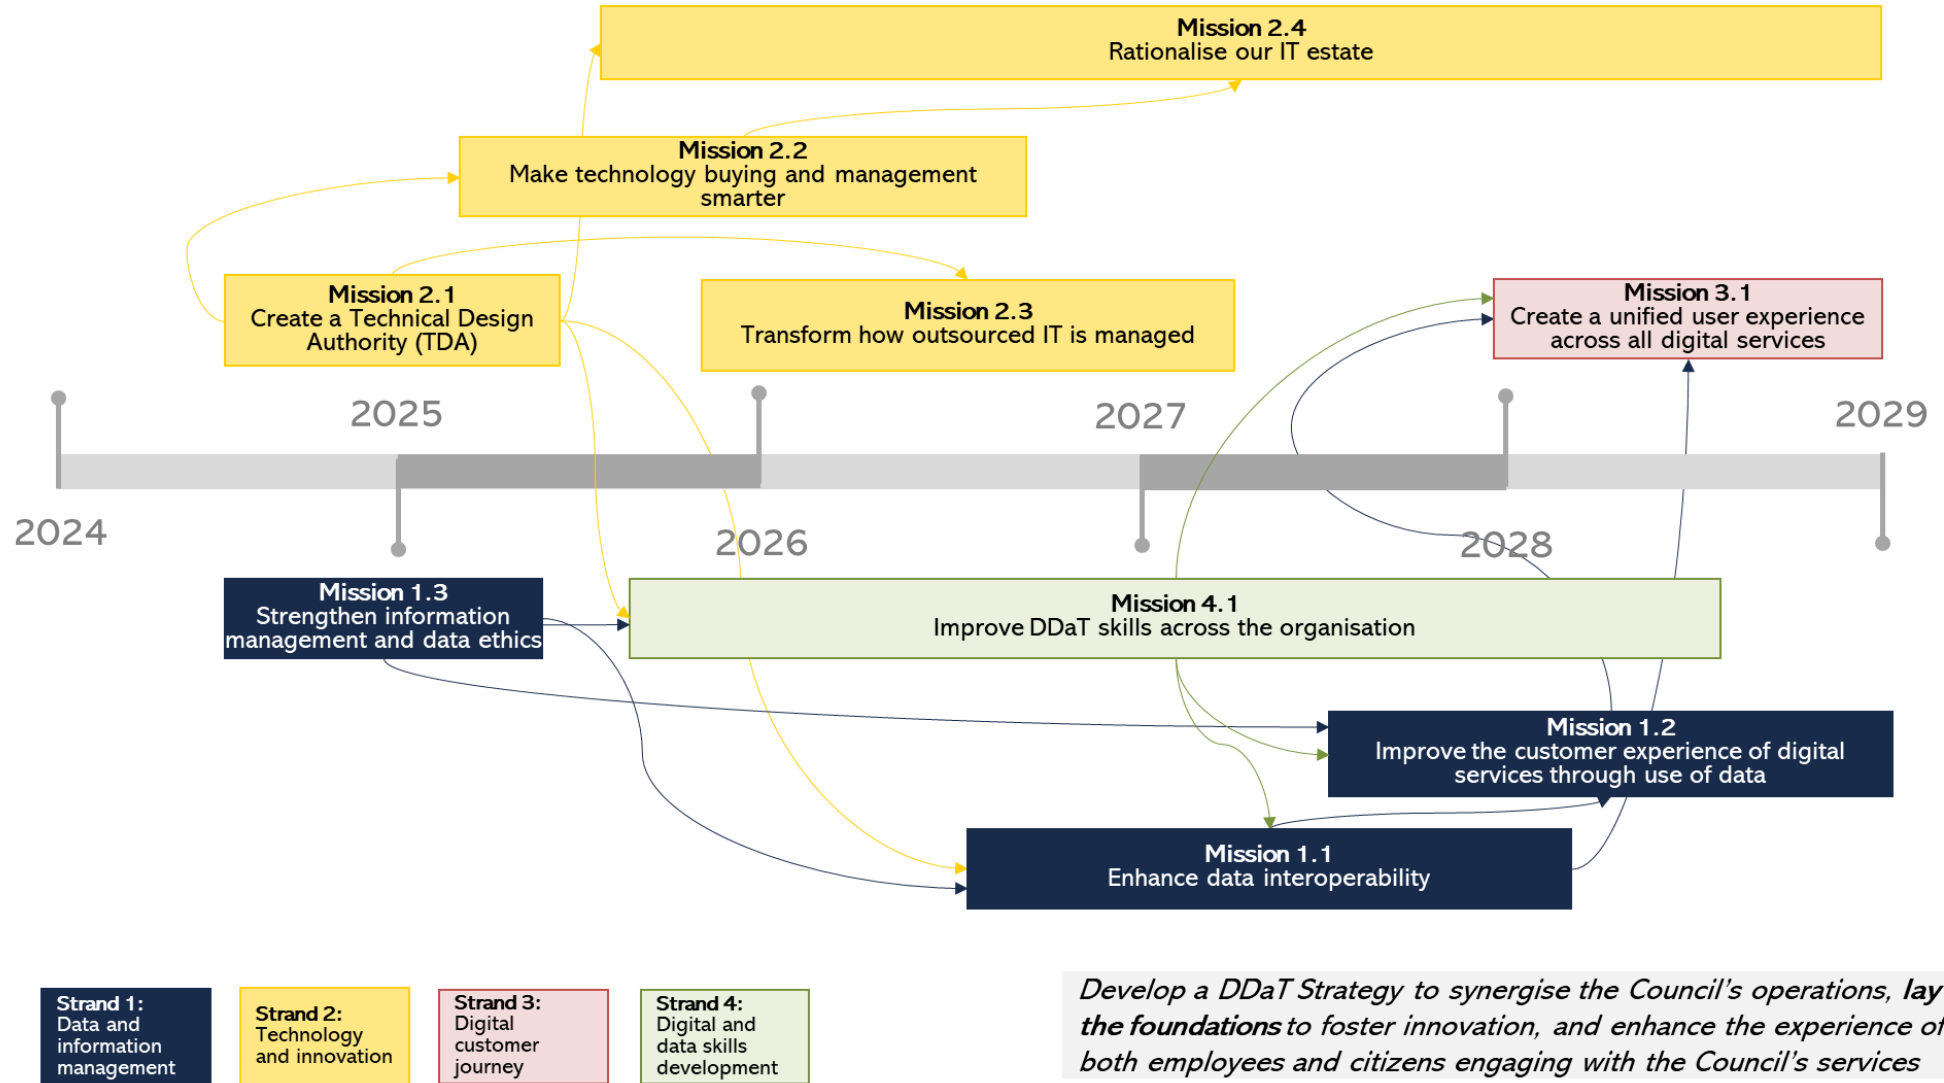 Mission 2.4
Rationalise our IT estate
Mission 2.2
Make technology buying and management
smarter
Mission 2.1
Create a Technical Design
Authority (TDA)
Mission 2.3
Transform how outsourced IT is managed
Mission 3.1
Create a unified user experience
across all digital services
2025
2027
2029
2024
2026
2028
Mission 1.3
Strengthen information
management and data ethics
Mission 4.1
Improve DDaT skills across the organisation
Mission 1.2
Improve the customer experience of digital
services through use of data
Mission 1.1
Enhance data interoperability
Strand 1:
Data and
information
management
Strand 2:
Technology
and innovation
Strand 3:
Digital
customer
journey
Strand 4:
Digital and
data skills
development
Develop a DDaT Strategy to synergise the Council's operations, lay
the foundations to foster innovation, and enhance the experience of
both employees and citizens engaging with the Council's services